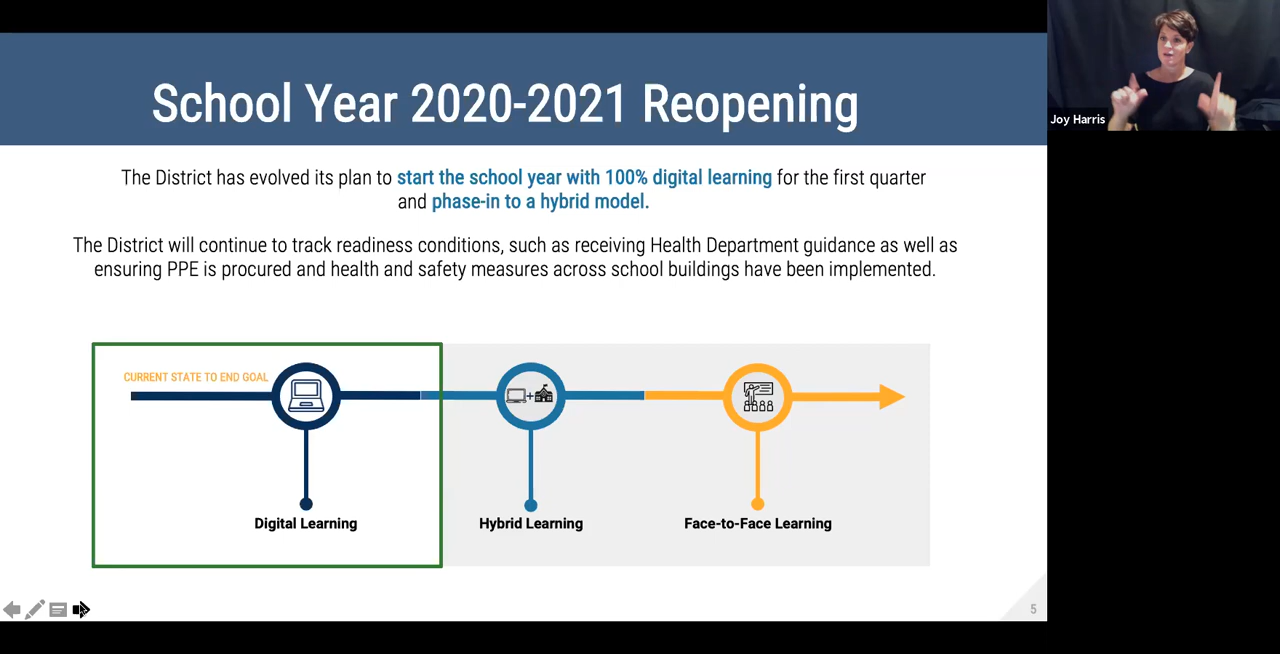 School Year 2020-2021 Reopening
Joy Harris
The District has evolved its plan to start the school year with 100% digital learning for the first quarter
and phase-in to a hybrid model.
The District will continue to track readiness conditions, such as receiving Health Department guidance as well as
ensuring PPE is procured and health and safety measures across school buildings have been implemented.
CURRENT STATE TO END GOAL
+
Digital Learning
Hybrid Learning
Face-to-Face Learning
5